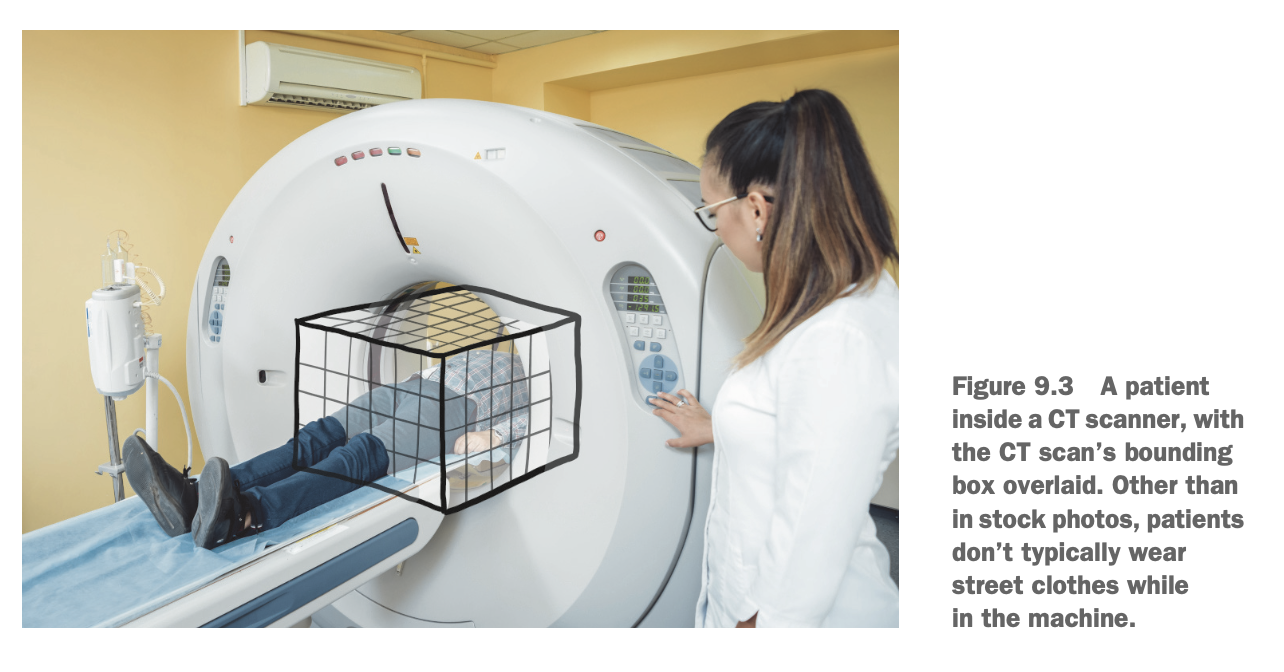 Figure 9.3 A patient
inside a CT scanner, with
the CT scan's bounding
box overlaid. Other than
in stock photos, patients
don't typically wear
street clothes while
in the machine.